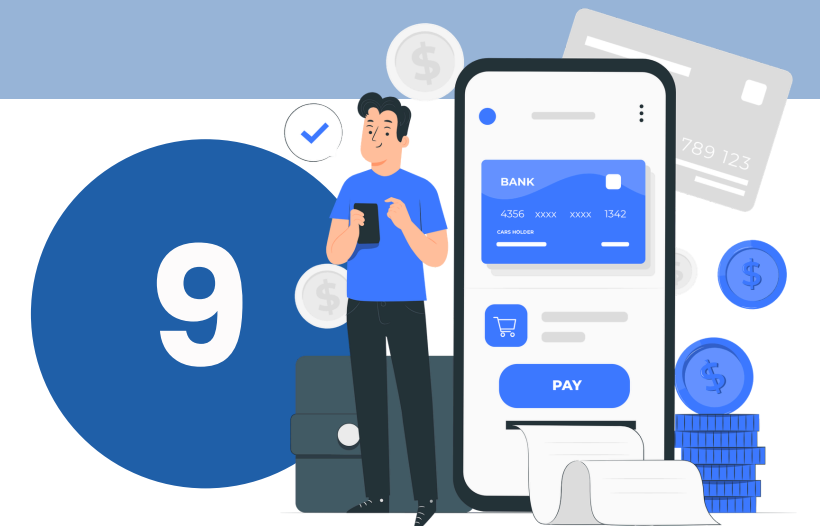 9
789 123
BANK
4356 xxxx xxxx 1342
CARS HOLDER
PAY